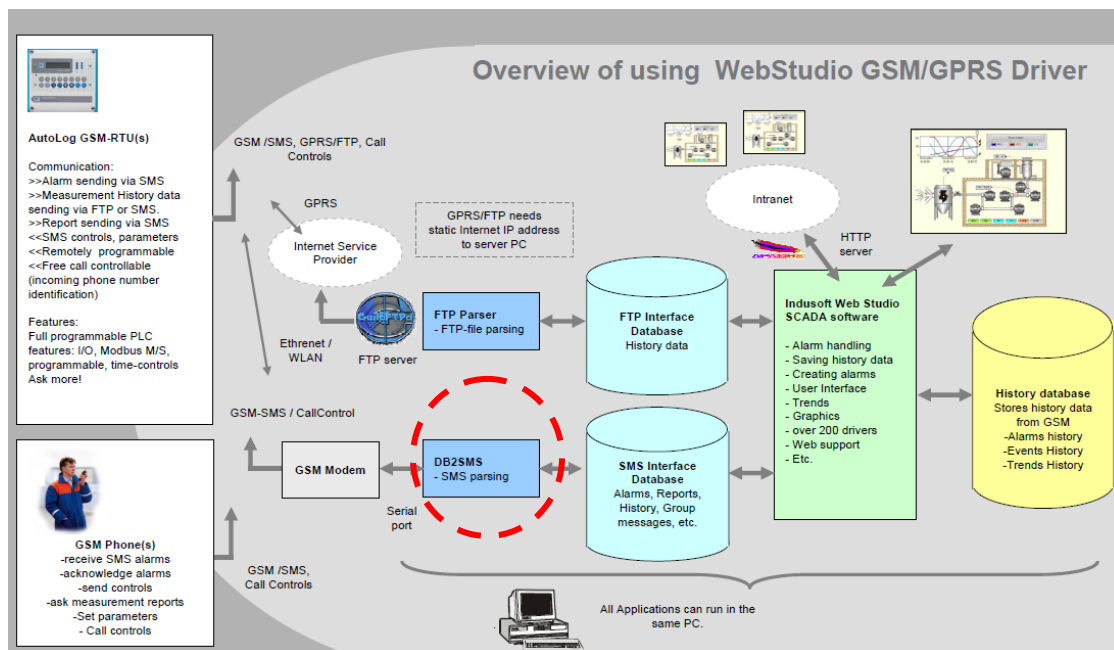 Overview of using WebStudio GSM/GPRS Driver
AutoLog GSM-RTU(s)
Communication:
>>Alarm sending via SMS
>>Measurement History data
sending via FTP or SMS.
>>Report sending via SMS
<<SMS controls, parameters
<<Remotely programmable
<<Free call controllable
(incoming phone number
identification)
Features:
Full programmable PLC
features: I/O, Modbus M/S,
programmable, time-controls
Ask more!
GSM /SMS, GPRS/FTP, Call
Controls
GPRS
Internet Service
Provider
GPRS/FTP needs
static Internet IP address
to server PC
Intranet
HTTP
server
Ethrenet /
WLAN
FTP server
FTP Parser
- FTP-file parsing
FTP Interface
Database
History data
Indusoft Web Studio
SCADA software
- Alarm handling
- Saving history data
- Creating alarms
- User Interface
- Trends
- Graphics
- over 200 drivers
- Web support
- Etc.
History database
Stores history data
from GSM
-Alarms history
-Events History
-Trends History
GSM-SMS / CallControl
GSM Modem
Serial
port
DB2SMS
- SMS parsing
SMS Interface
Database
Alarms, Reports,
History, Group
messages, etc.
GSM Phone(s)
-receive SMS alarms
-acknowledge alarms
-send controls
-ask measurement reports
-Set parameters
- Call controls
GSM /SMS,
Call Controls
All Applications can run in the
same PC.